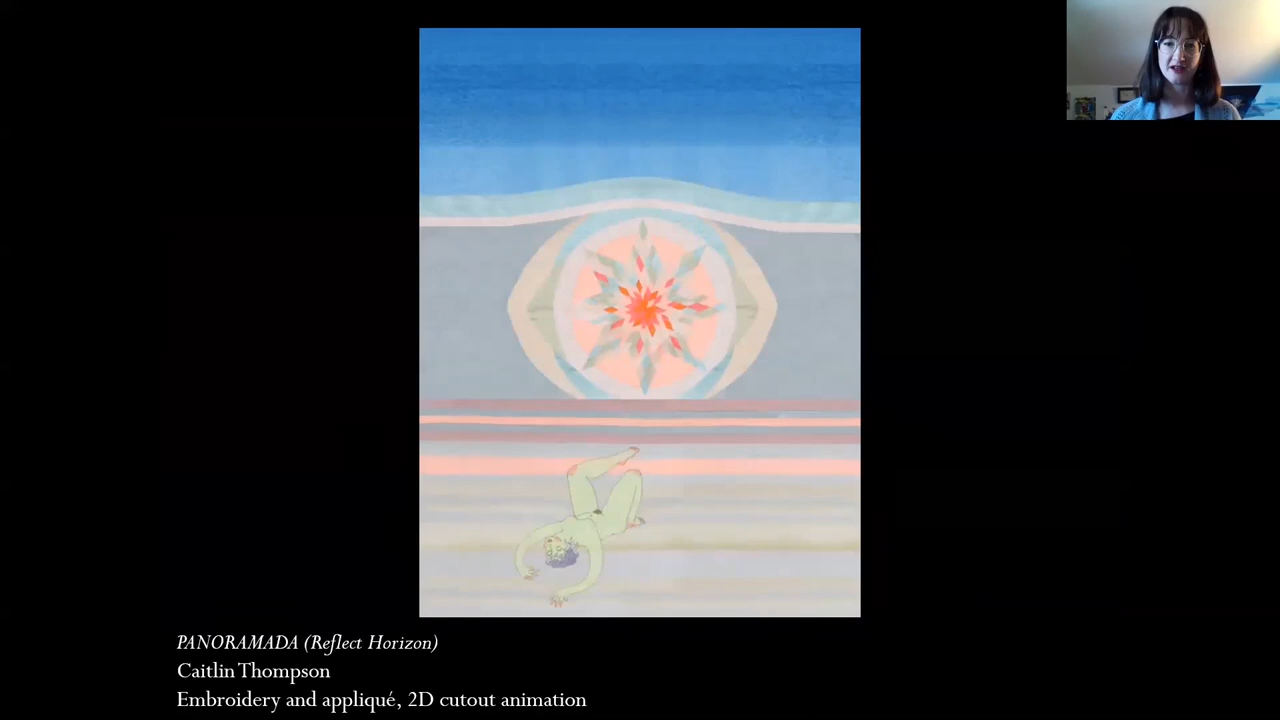 PANORAMADA (Reflect Horizon)
Caitlin Thompson
Embroidery and appliqué, 2D cutout animation